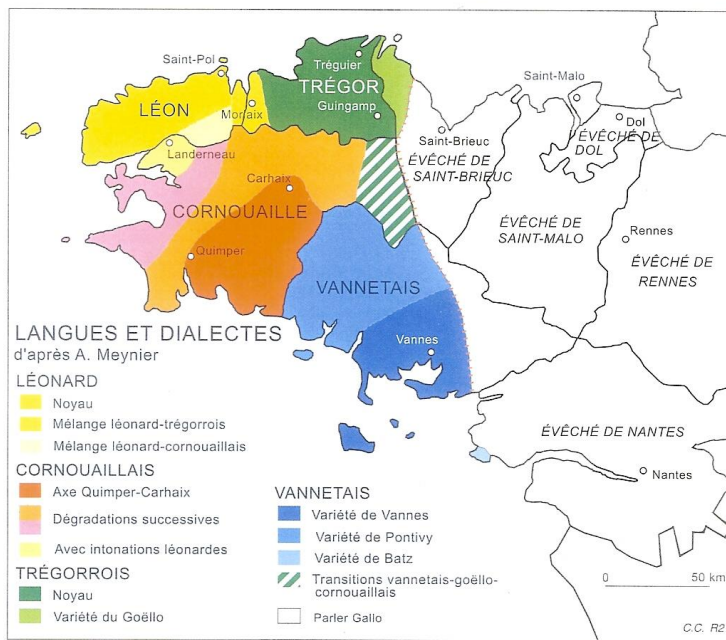 Saint-Pol
Tréguier
TRÉGOR
Guingamp
Saint-Malo
LÉON
Morlaix
Saint-Brieuc
Dol
ÉVÊCHÉ DE
DOL
Landerneau
ÉVÊCHÉ DE
SAINT-BRIEUC
Carhaix
CORNOUAILLE
ÉVÊCHÉ DE
SAINT-MALO
Rennes
Quimper
ÉVÊCHÉ DE
RENNES
VANNETAIS
Vannes
LANGUES ET DIALECTES
d'après A. Meynier
LÉONARD
Noyau
Mélange léonard-trégorrois
Mélange léonard-cornouaillais
CORNOUAILLAIS
Axe Quimper-Carhaix
Dégradations successives
Avec intonations léonardes
TRÉGORROIS
Noyau
Variété du Goëllo
VANNETAIS
Variété de Vannes
Variété de Pontivy
Variété de Batz
Transitions vannetais-goëllo-
cornouaillais
Parler Gallo
ÉVÊCHÉ DE NANTES
Nantes
0 50 km
C.C. R2